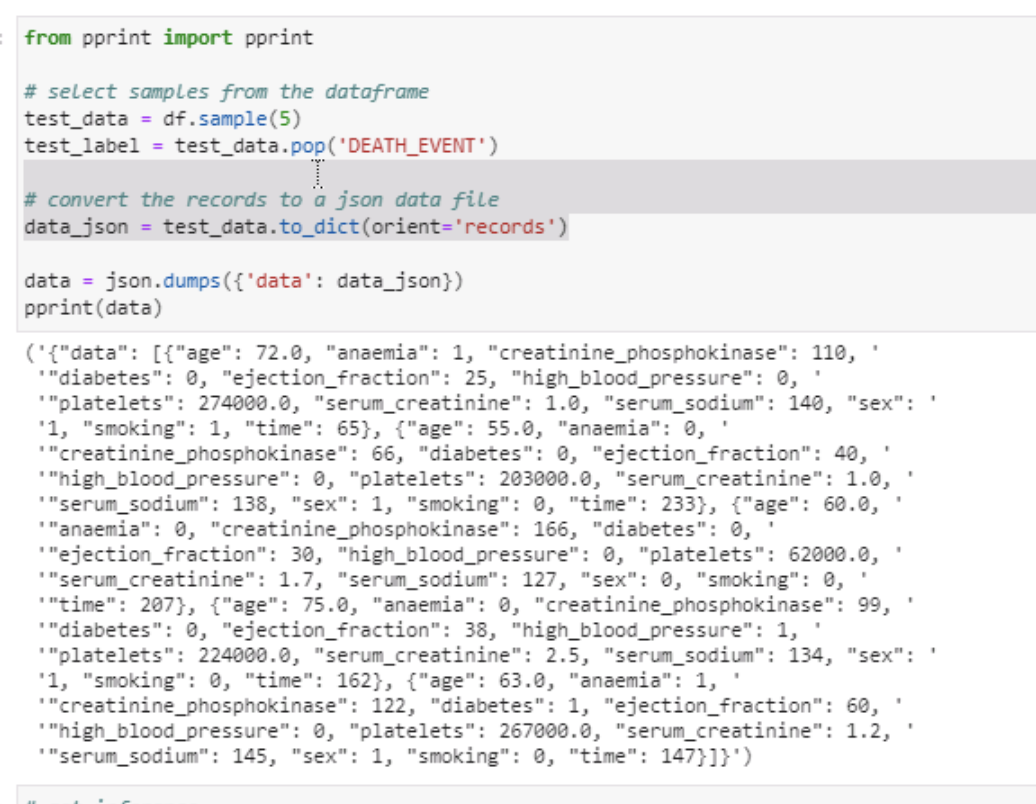 from pprint import pprint
# select samples from the dataframe
test_data = df.sample(5)
test_label = test_data.pop('DEATH_EVENT')
# convert the records to a json data file
data_json = test_data.to_dict(orient='records')
data = json.dumps({'data': data_json})
pprint(data)
('{"data": [{"age": 72.0, "anaemia": 1, "creatinine_phosphokinase": 110, '
'"diabetes": 0, "ejection_fraction": 25, "high_blood_pressure": 0, '
'"platelets": 274000.0, "serum_creatinine": 1.0, "serum_sodium": 140, "sex": '
'1, "smoking": 1, "time": 65}, {"age": 55.0, "anaemia": 0, '
'"creatinine_phosphokinase": 66, "diabetes": 0, "ejection_fraction": 40, '
'"high_blood_pressure": 0, "platelets": 203000.0, "serum_creatinine": 1.0, '
'"serum_sodium": 138, "sex": 1, "smoking": 0, "time": 233}, {"age": 60.0, '
'"anaemia": 0, "creatinine_phosphokinase": 166, "diabetes": 0, '
'"ejection_fraction": 30, "high_blood_pressure": 0, "platelets": 62000.0, '
'"serum_creatinine": 1.7, "serum_sodium": 127, "sex": 0, "smoking": 0, '
'"time": 207}, {"age": 75.0, "anaemia": 0, "creatinine_phosphokinase": 99, '
'"diabetes": 0, "ejection_fraction": 38, "high_blood_pressure": 1, '
'"platelets": 224000.0, "serum_creatinine": 2.5, "serum_sodium": 134, "sex": '
'1, "smoking": 0, "time": 162}, {"age": 63.0, "anaemia": 1, '
'"creatinine_phosphokinase": 122, "diabetes": 1, "ejection_fraction": 60, '
'"high_blood_pressure": 0, "platelets": 267000.0, "serum_creatinine": 1.2, '
'"serum_sodium": 145, "sex": 1, "smoking": 0, "time": 147}]}')